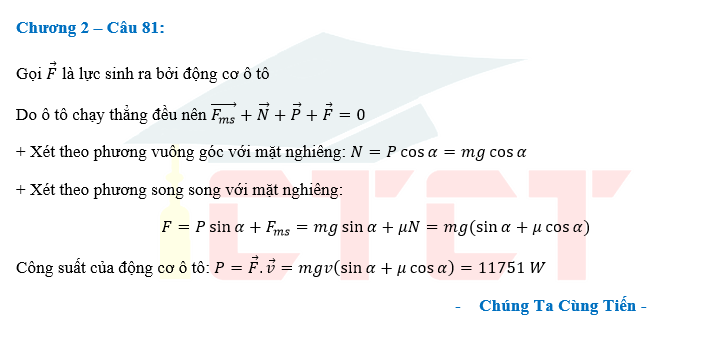 Chương 2 – Câu 81:
Gọi $\vec{F}$ là lực sinh ra bởi động cơ ô tô
Do ô tô chạy thẳng đều nên $\overrightarrow{F_{ms}} + \vec{N} + \vec{P} + \vec{F} = 0$
+ Xét theo phương vuông góc với mặt nghiêng: $N = P \cos \alpha = mg \cos \alpha$
+ Xét theo phương song song với mặt nghiêng:
$F = P \sin \alpha + F_{ms} = mg \sin \alpha + \mu N = mg(\sin \alpha + \mu \cos \alpha)$
Công suất của động cơ ô tô: $P = \vec{F}.\vec{v} = mgv(\sin \alpha + \mu \cos \alpha) = 11751\ W$
- Chúng Ta Cùng Tiến -
CTCT